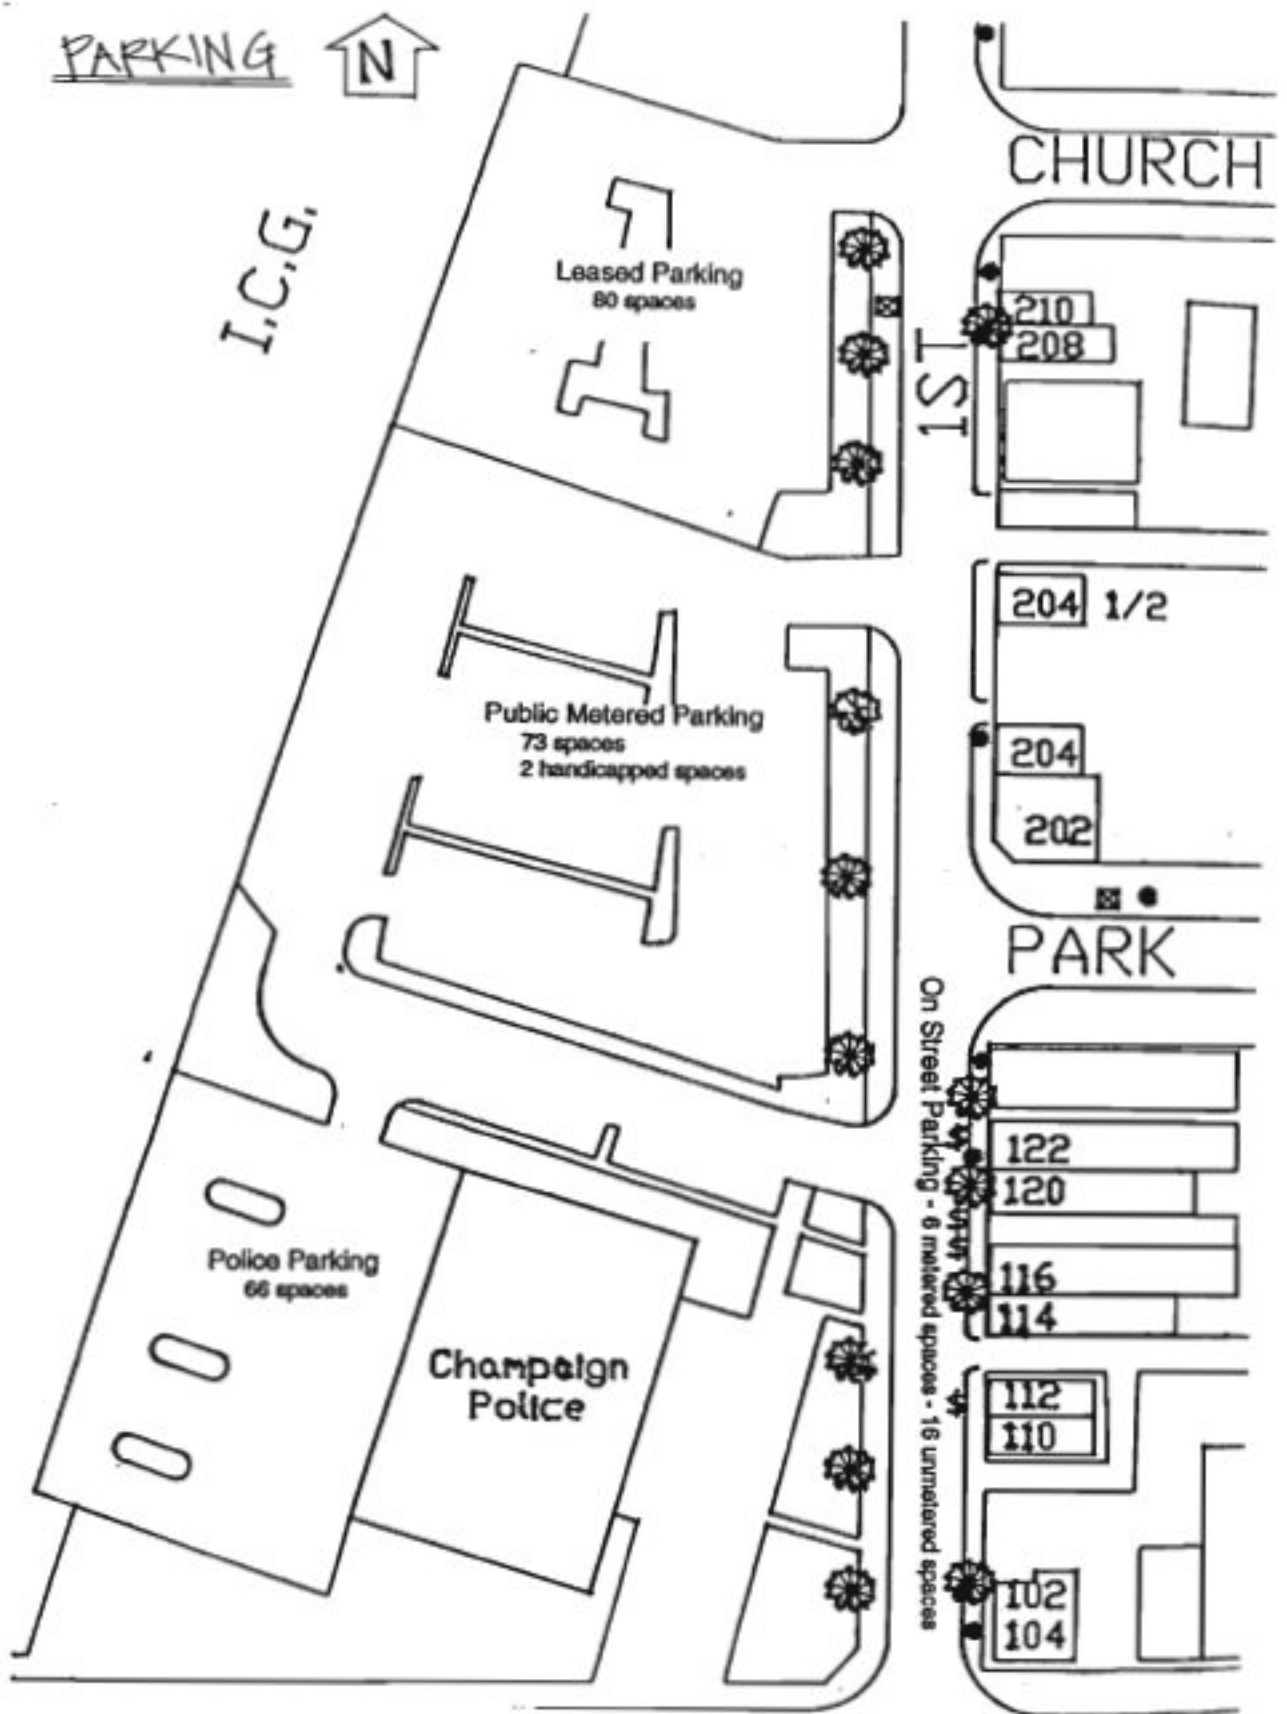 PARKING
N
CHURCH
I.C.G.
Leased Parking
80 spaces
210
208
1ST
204 1/2
Public Metered Parking
73 spaces
2 handicapped spaces
204
202
PARK
On Street Parking - 6 metered spaces - 16 unmetered spaces
122
120
Police Parking
66 spaces
116
114
Champaign
Police
112
110
102
104